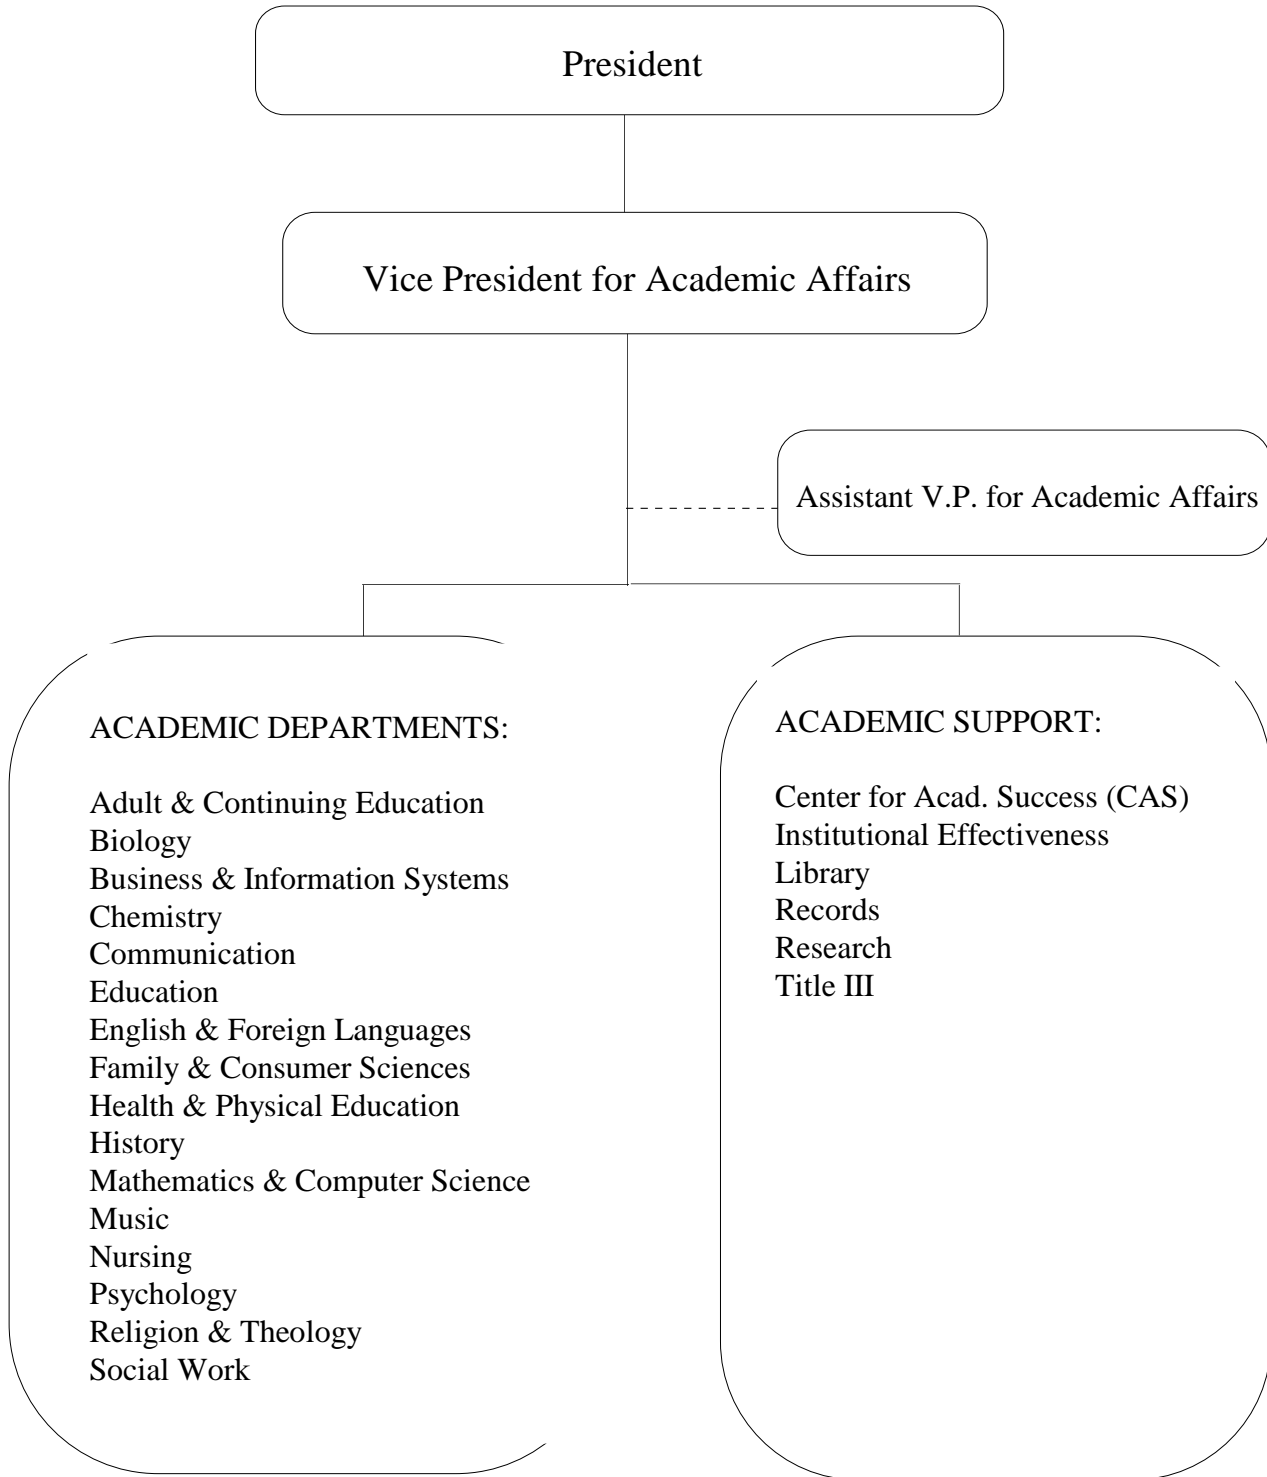 President
Vice President for Academic Affairs
Assistant V.P. for Academic Affairs
ACADEMIC DEPARTMENTS:
Adult & Continuing Education
Biology
Business & Information Systems
Chemistry
Communication
Education
English & Foreign Languages
Family & Consumer Sciences
Health & Physical Education
History
Mathematics & Computer Science
Music
Nursing
Psychology
Religion & Theology
Social Work
ACADEMIC SUPPORT:
Center for Acad. Success (CAS)
Institutional Effectiveness
Library
Records
Research
Title III